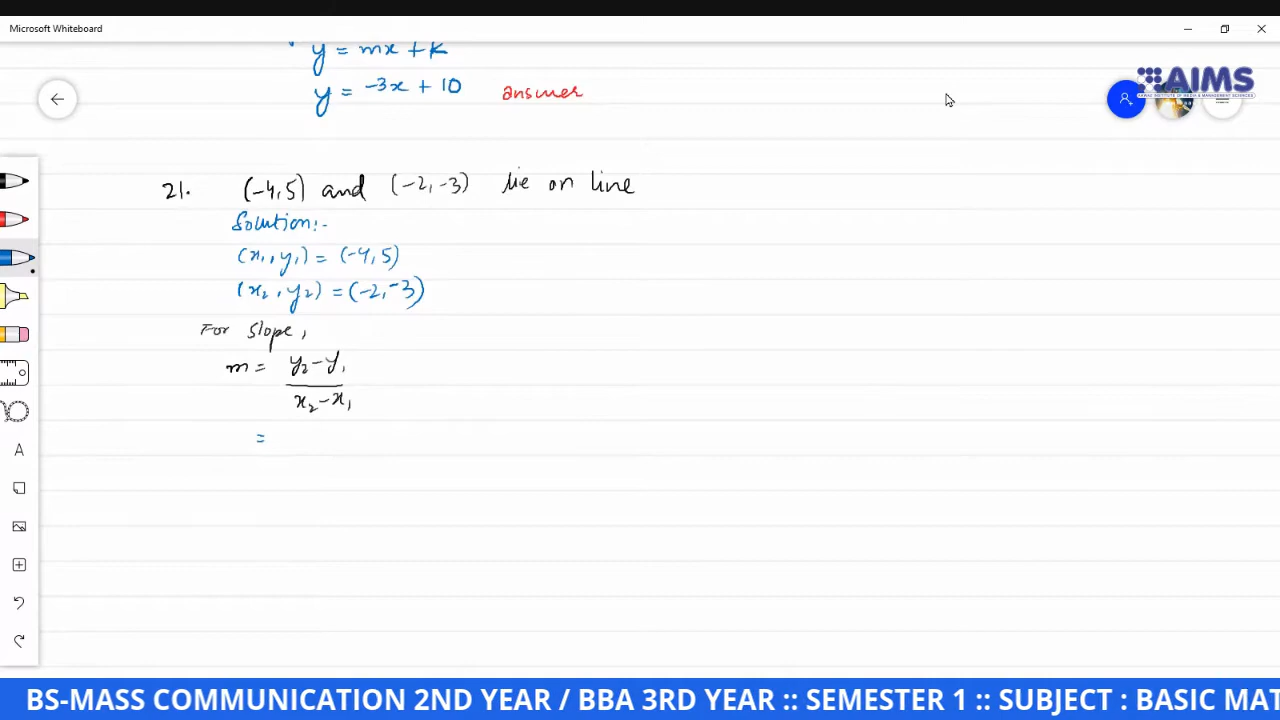 Microsoft Whiteboard
y = mx + k
y = -3x + 10 answer
AIMS
21. (-4,5) and (-2,-3) lie on line
Solution:-
(x₁, y₁) = (-4, 5)
(x₂, y₂) = (-2,-3)
For slope,
m = y₂-y₁
x₂-x₁
=
A
BS-MASS COMMUNICATION 2ND YEAR / BBA 3RD YEAR :: SEMESTER 1 :: SUBJECT : BASIC MAT